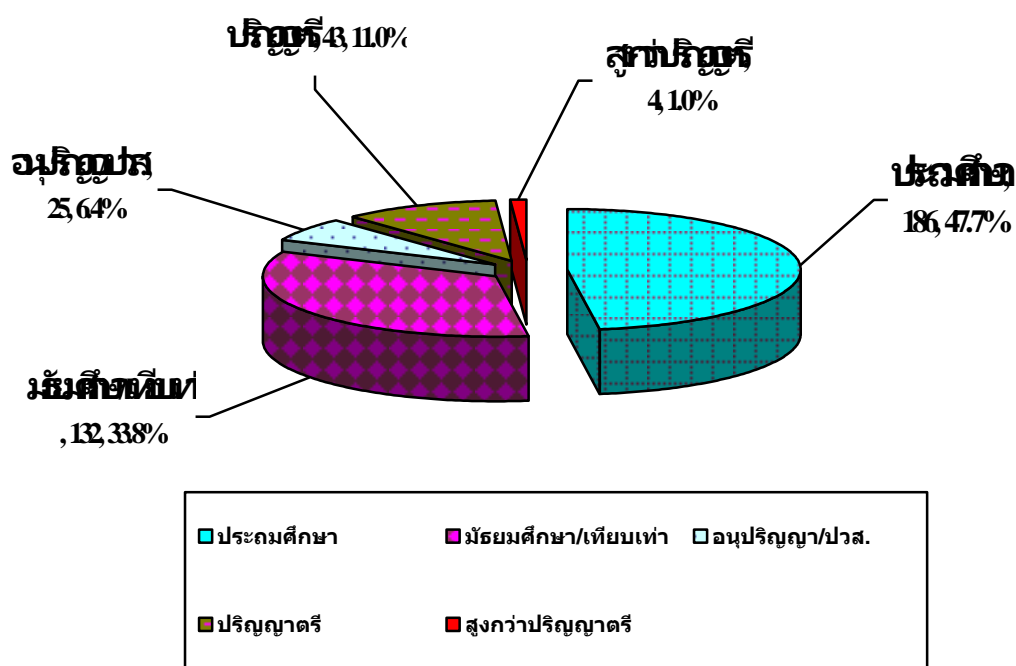 ปริญญาตรี, 43, 11.0%
สูงกว่าปริญญาตรี,
4, 1.0%
อนุปริญญา/ปวส.,
25, 6.4%
ประถมศึกษา,
186, 47.7%
มัธยมศึกษา/เทียบเท่า
, 132, 33.8%
ประถมศึกษา
มัธยมศึกษา/เทียบเท่า
อนุปริญญา/ปวส.
ปริญญาตรี
สูงกว่าปริญญาตรี